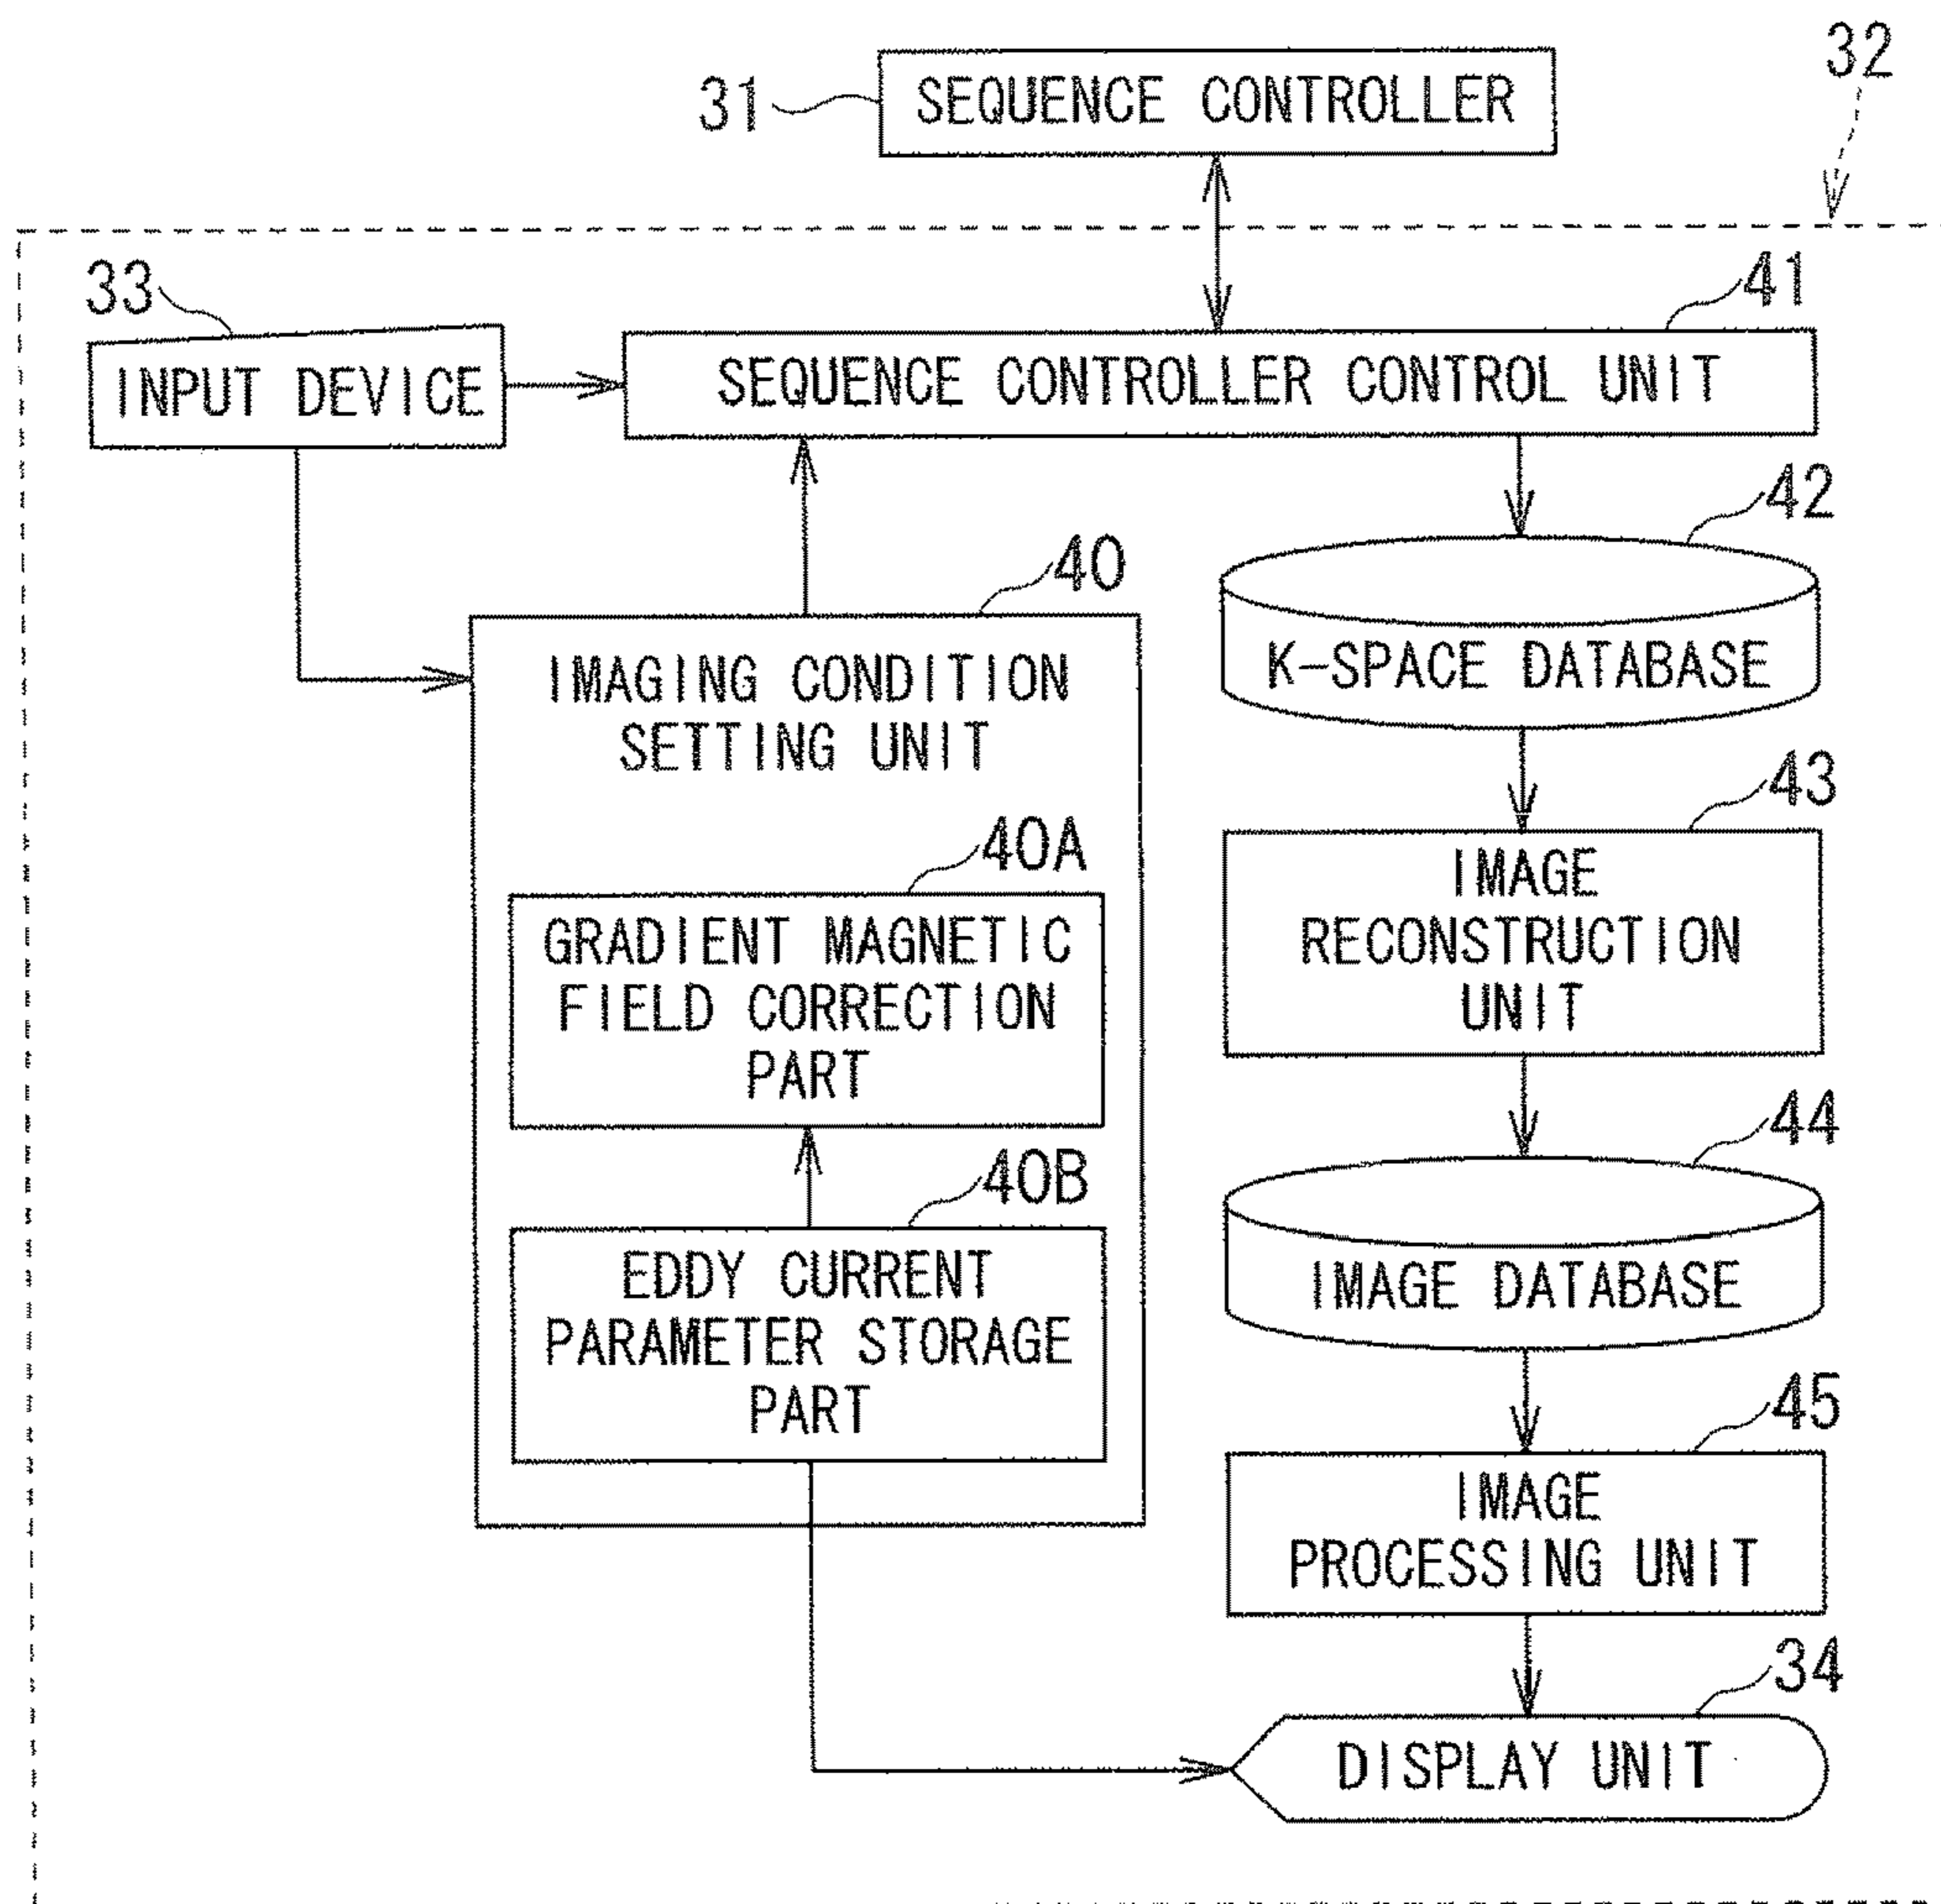 32
31
SEQUENCE CONTROLLER
33
41
INPUT DEVICE
SEQUENCE CONTROLLER CONTROL UNIT
42
40
K-SPACE DATABASE
IMAGING CONDITION
SETTING UNIT
43
40A
IMAGE
RECONSTRUCTION
UNIT
GRADIENT MAGNETIC
FIELD CORRECTION
PART
44
40B
IMAGE DATABASE
EDDY CURRENT
PARAMETER STORAGE
PART
45
IMAGE
PROCESSING UNIT
34
DISPLAY UNIT